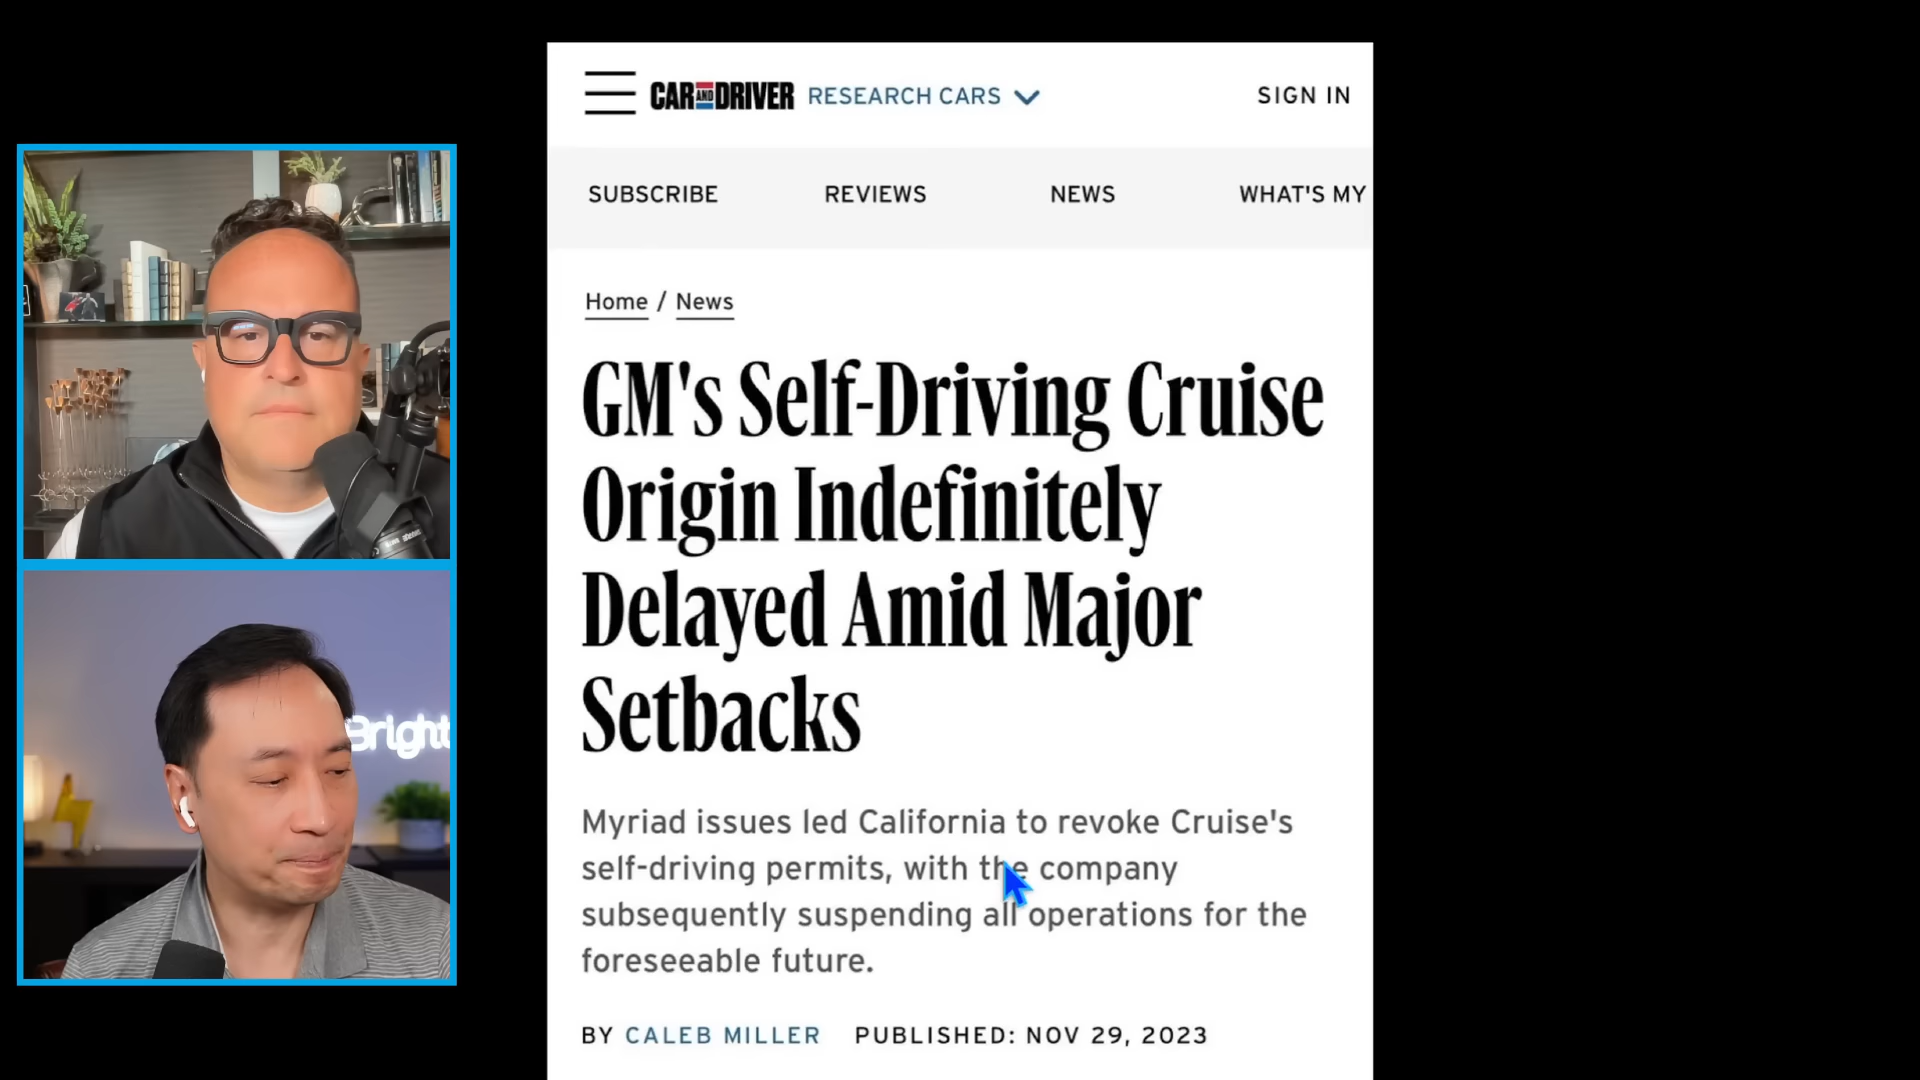 CAR AND DRIVER RESEARCH CARS SIGN IN
SUBSCRIBE REVIEWS NEWS WHAT'S MY
Home / News
GM's Self-Driving Cruise
Origin Indefinitely
Delayed Amid Major
Setbacks
Myriad issues led California to revoke Cruise's
self-driving permits, with the company
subsequently suspending all operations for the
foreseeable future.
BY CALEB MILLER PUBLISHED: NOV 29, 2023
Bright